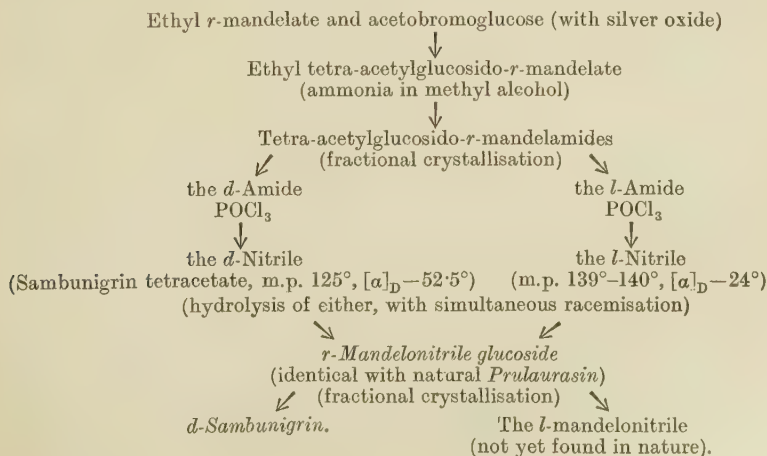 Ethyl r-mandelate and acetobromoglucose (with silver oxide)
Ethyl tetra-acetylglucosido-r-mandelate
(ammonia in methyl alcohol)
Tetra-acetylglucosido-r-mandelamides
(fractional crystallisation)
the d-Amide the l-Amide
POCl₃ POCl₃
the d-Nitrile the l-Nitrile
(Sambunigrin tetracetate, m.p. 125°, [α]D—52·5°) (m.p. 139°–140°, [α]D—24°)
(hydrolysis of either, with simultaneous racemisation)
r-Mandelonitrile glucoside
(identical with natural Prulaurasin)
(fractional crystallisation)
d-Sambunigrin. The l-mandelonitrile
(not yet found in nature).